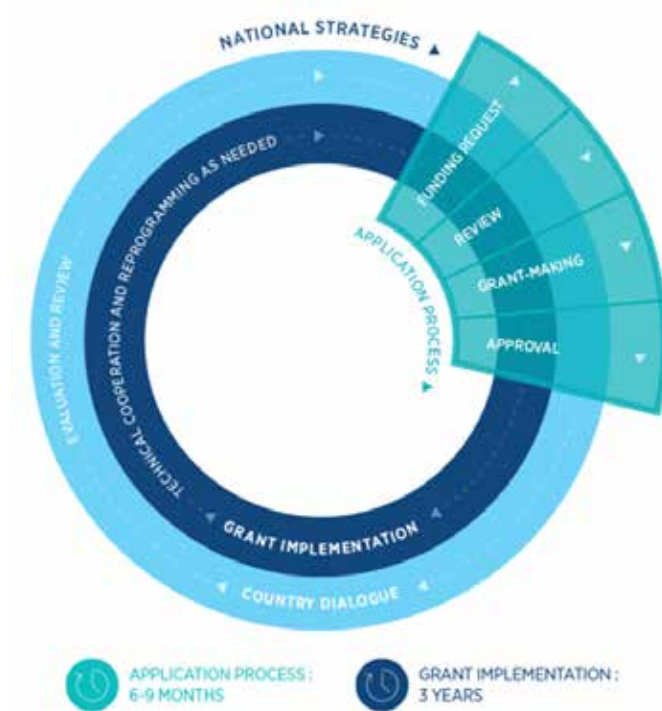 NATIONAL STRATEGIES
FUNDING REQUEST
REVIEW
GRANT-MAKING
APPROVAL
APPLICATION PROCESS
TECHNICAL COOPERATION AND REPROGRAMMING AS NEEDED
EVALUATION AND REVIEW
GRANT IMPLEMENTATION
COUNTRY DIALOGUE
APPLICATION PROCESS :
6-9 MONTHS
GRANT IMPLEMENTATION :
3 YEARS